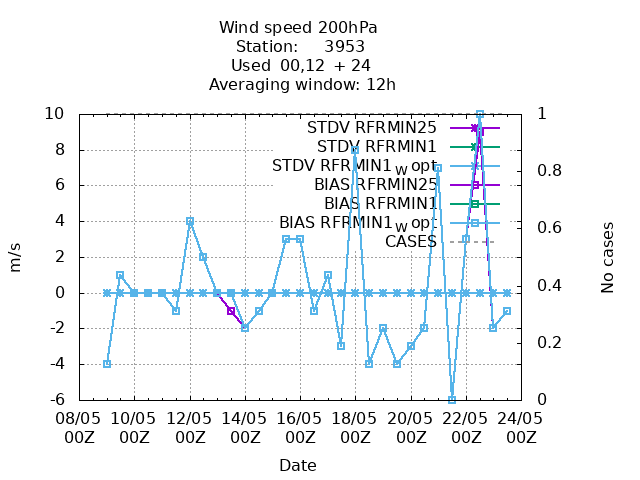 Wind speed 200hPa
Station: 3953
Used 00,12 + 24
Averaging window: 12h
10
8
6
4
2
0
-2
-4
-6
m/s
1
0.8
0.6
0.4
0.2
0
No cases
STDV RFRMIN25
STDV RFRMIN1
STDV RFRMIN1w opt
BIAS RFRMIN25
BIAS RFRMIN1
BIAS RFRMIN1w opt
CASES
08/05 10/05 12/05 14/05 16/05 18/05 20/05 22/05 24/05
00Z 00Z 00Z 00Z 00Z 00Z 00Z 00Z 00Z
Date